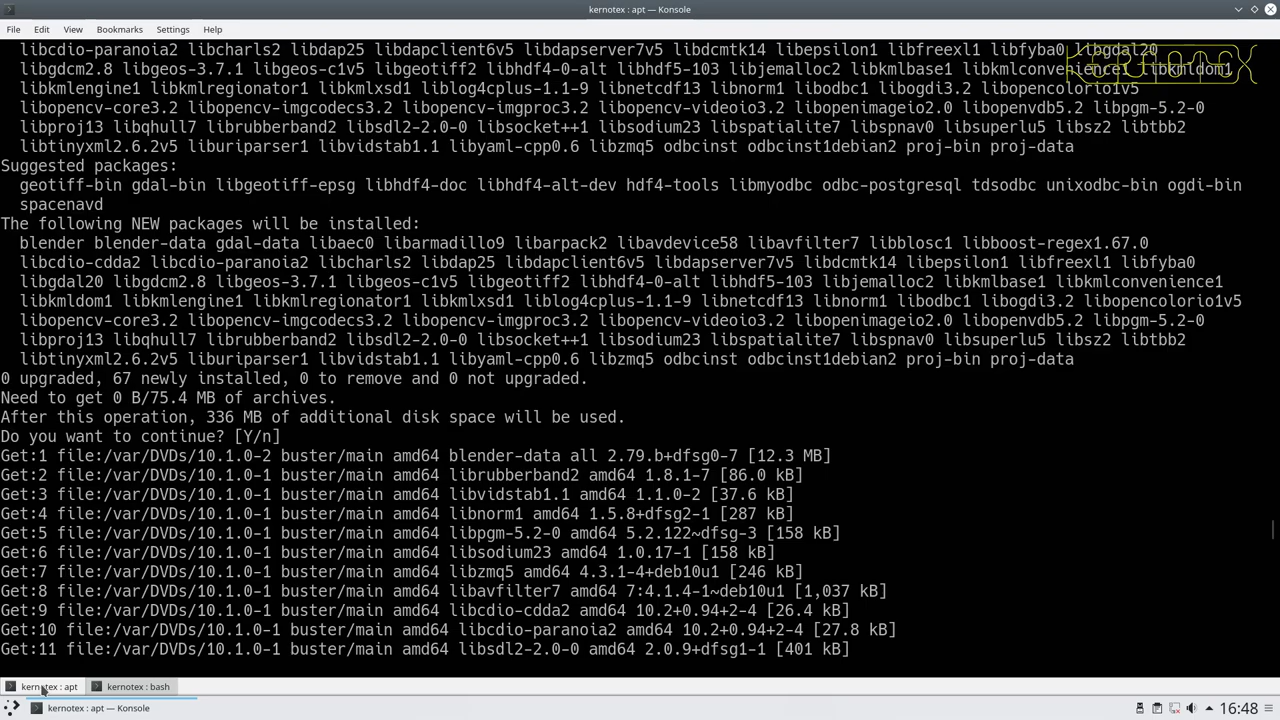 kernotex : apt — Konsole
File Edit View Bookmarks Settings Help
libcdio-paranoia2 libcharls2 libdap25 libdapclient6v5 libdapserver7v5 libdcmtk14 libepsilon1 libfreexl1 libfyba0 libgdal20
libgdcm2.8 libgeos-3.7.1 libgeos-c1v5 libgeotiff2 libhdf4-0-alt libhdf5-103 libjemalloc2 libkmlbase1 libkmlconvenience1 libkmldom1
libkmlengine1 libkmlregionator1 libkmlxsd1 liblog4cplus-1.1-9 libnetcdf13 libnorm1 libodbc1 libogdi3.2 libopencolorio1v5
libopencv-core3.2 libopencv-imgcodecs3.2 libopencv-imgproc3.2 libopencv-videoio3.2 libopenimageio2.0 libopenvdb5.2 libpgm-5.2-0
libproj13 libqhull7 librubberband2 libsdl2-2.0-0 libsocket++1 libsodium23 libspatialite7 libspnav0 libsuperlu5 libsz2 libtbb2
libtinyxml2.6.2v5 liburiparser1 libvidstab1.1 libyaml-cpp0.6 libzmq5 odbcinst odbcinst1debian2 proj-bin proj-data
KERNOTEX
Suggested packages:
geotiff-bin gdal-bin libgeotiff-epsg libhdf4-doc libhdf4-alt-dev hdf4-tools libmyodbc odbc-postgresql tdsodbc unixodbc-bin ogdi-bin
spacenavd
The following NEW packages will be installed:
blender blender-data gdal-data libaec0 libarmadillo9 libarpack2 libavdevice58 libavfilter7 libblosc1 libboost-regex1.67.0
libcdio-cdda2 libcdio-paranoia2 libcharls2 libdap25 libdapclient6v5 libdapserver7v5 libdcmtk14 libepsilon1 libfreexl1 libfyba0
libgdal20 libgdcm2.8 libgeos-3.7.1 libgeos-c1v5 libgeotiff2 libhdf4-0-alt libhdf5-103 libjemalloc2 libkmlbase1 libkmlconvenience1
libkmldom1 libkmlengine1 libkmlregionator1 libkmlxsd1 liblog4cplus-1.1-9 libnetcdf13 libnorm1 libodbc1 libogdi3.2 libopencolorio1v5
libopencv-core3.2 libopencv-imgcodecs3.2 libopencv-imgproc3.2 libopencv-videoio3.2 libopenimageio2.0 libopenvdb5.2 libpgm-5.2-0
libproj13 libqhull7 librubberband2 libsdl2-2.0-0 libsocket++1 libsodium23 libspatialite7 libspnav0 libsuperlu5 libsz2 libtbb2
libtinyxml2.6.2v5 liburiparser1 libvidstab1.1 libyaml-cpp0.6 libzmq5 odbcinst odbcinst1debian2 proj-bin proj-data
0 upgraded, 67 newly installed, 0 to remove and 0 not upgraded.
Need to get 0 B/75.4 MB of archives.
After this operation, 336 MB of additional disk space will be used.
Do you want to continue? [Y/n]
Get:1 file:/var/DVDs/10.1.0-2 buster/main amd64 blender-data all 2.79.b+dfsg0-7 [12.3 MB]
Get:2 file:/var/DVDs/10.1.0-1 buster/main amd64 librubberband2 amd64 1.8.1-7 [86.0 kB]
Get:3 file:/var/DVDs/10.1.0-1 buster/main amd64 libvidstab1.1 amd64 1.1.0-2 [37.6 kB]
Get:4 file:/var/DVDs/10.1.0-1 buster/main amd64 libnorm1 amd64 1.5.8+dfsg2-1 [287 kB]
Get:5 file:/var/DVDs/10.1.0-1 buster/main amd64 libpgm-5.2-0 amd64 5.2.122~dfsg-3 [158 kB]
Get:6 file:/var/DVDs/10.1.0-1 buster/main amd64 libsodium23 amd64 1.0.17-1 [158 kB]
Get:7 file:/var/DVDs/10.1.0-1 buster/main amd64 libzmq5 amd64 4.3.1-4+deb10u1 [246 kB]
Get:8 file:/var/DVDs/10.1.0-1 buster/main amd64 libavfilter7 amd64 7:4.1.4-1~deb10u1 [1,037 kB]
Get:9 file:/var/DVDs/10.1.0-1 buster/main amd64 libcdio-cdda2 amd64 10.2+0.94+2-4 [26.4 kB]
Get:10 file:/var/DVDs/10.1.0-1 buster/main amd64 libcdio-paranoia2 amd64 10.2+0.94+2-4 [27.8 kB]
Get:11 file:/var/DVDs/10.1.0-1 buster/main amd64 libsdl2-2.0-0 amd64 2.0.9+dfsg1-1 [401 kB]
kernotex : apt kernotex : bash
kernotex : apt — Konsole 16:48